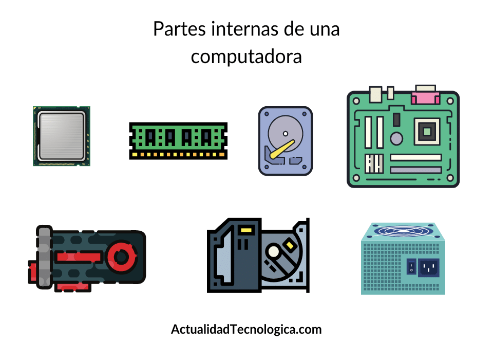 Partes internas de una
computadora
ActualidadTecnologica.com